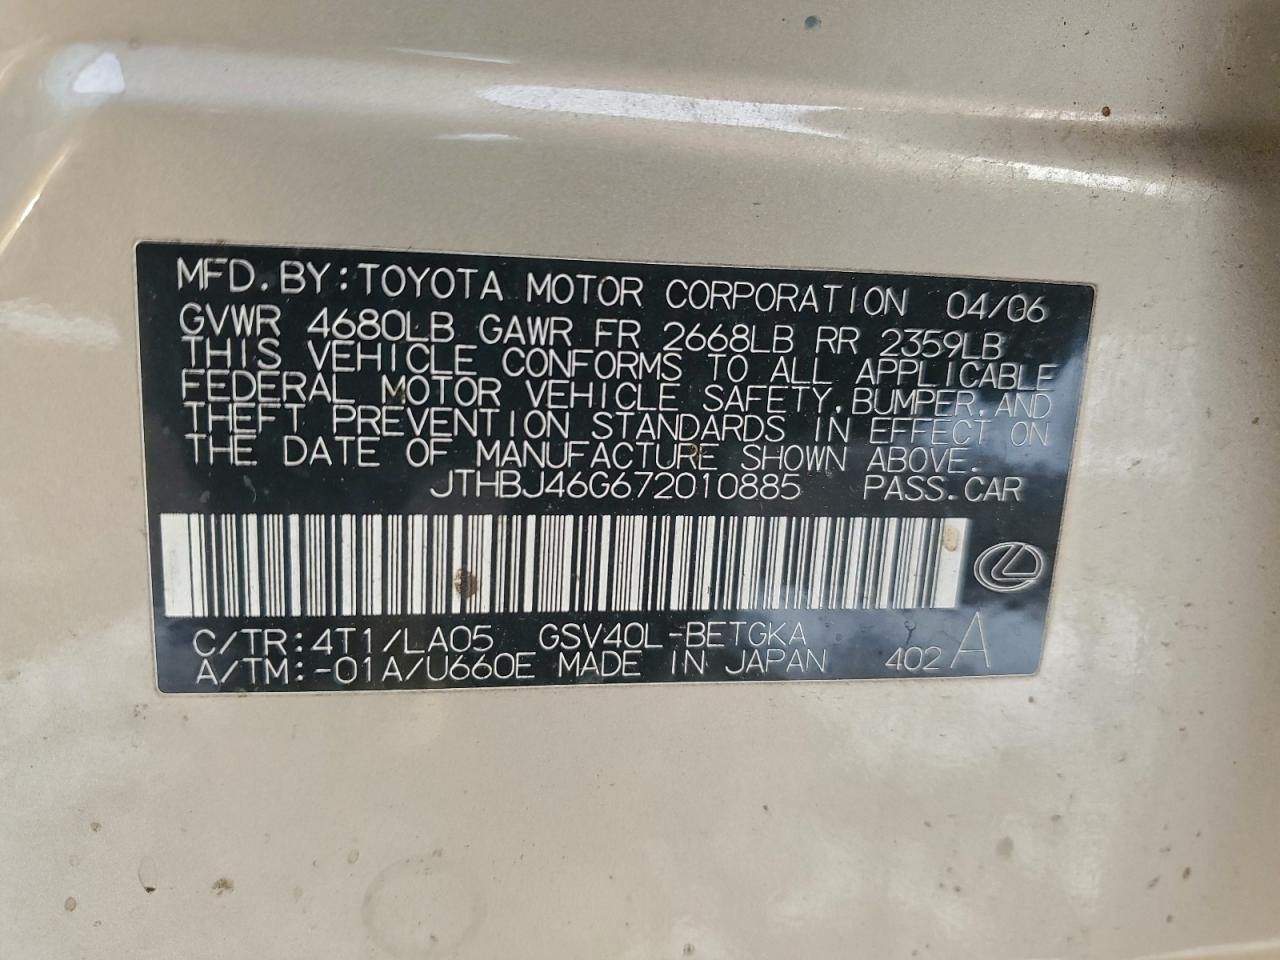 MFD. BY: TOYOTA MOTOR CORPORATION 04/06
GVWR 4680LB GAWR FR 2668LB RR 2359LB
THIS VEHICLE CONFORMS TO ALL APPLICABLE
FEDERAL MOTOR VEHICLE SAFETY, BUMPER, AND
THEFT PREVENTION STANDARDS IN EFFECT ON
THE DATE OF MANUFACTURE SHOWN ABOVE.
JTHBJ46G672010885 PASS. CAR
C/TR: 4T1/LA05 GSV40L-BETGKA
A/TM: -01A/U660E MADE IN JAPAN 402 A